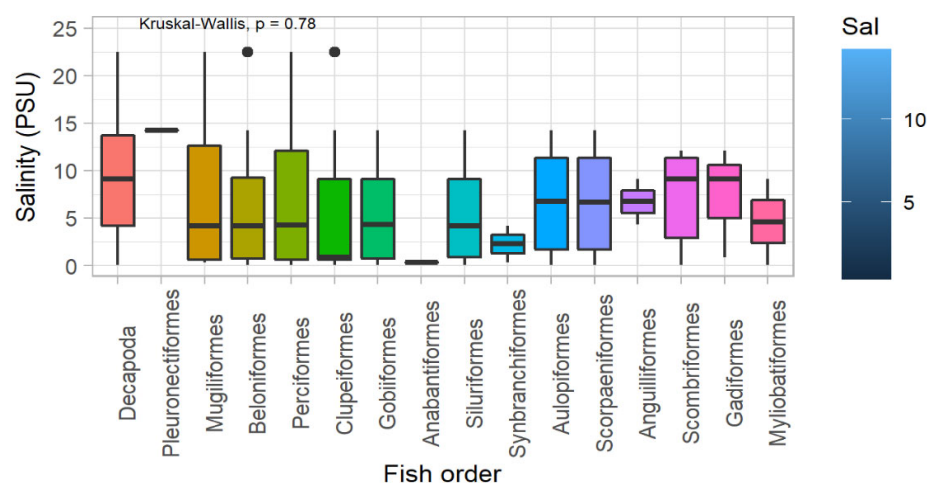 Kruskal-Wallis, p = 0.78
Salinity (PSU)
25
20
15
10
5
0
Decapoda
Pleuronectiformes
Mugiliformes
Beloniformes
Perciformes
Clupeiformes
Gobiiformes
Anabantiformes
Siluriformes
Synbranchiformes
Aulopiformes
Scorpaeniformes
Anguilliformes
Scombriformes
Gadiformes
Myliobatiformes
Fish order
Sal
10
5